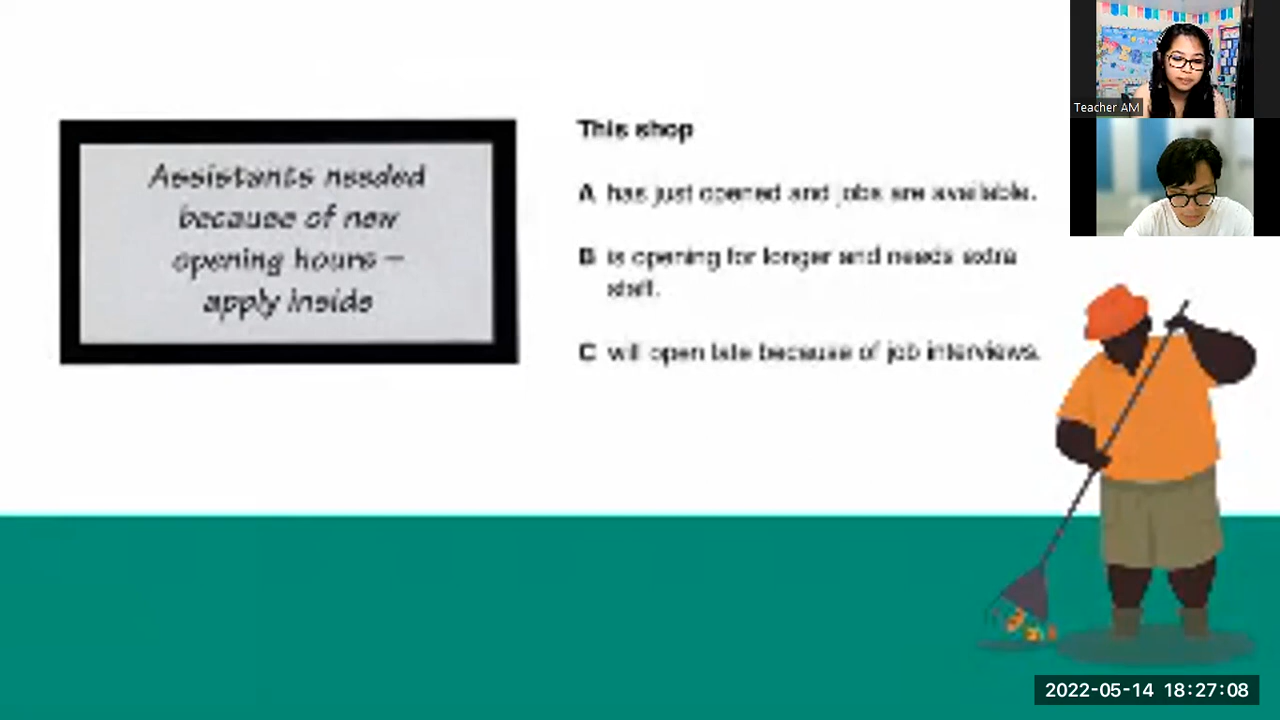 Assistants needed
because of new
opening hours –
apply inside
This shop
A has just opened and jobs are available.
B is opening for longer and needs extra
staff.
C will open late because of job interviews.
Teacher AM
2022-05-14 18:27:08